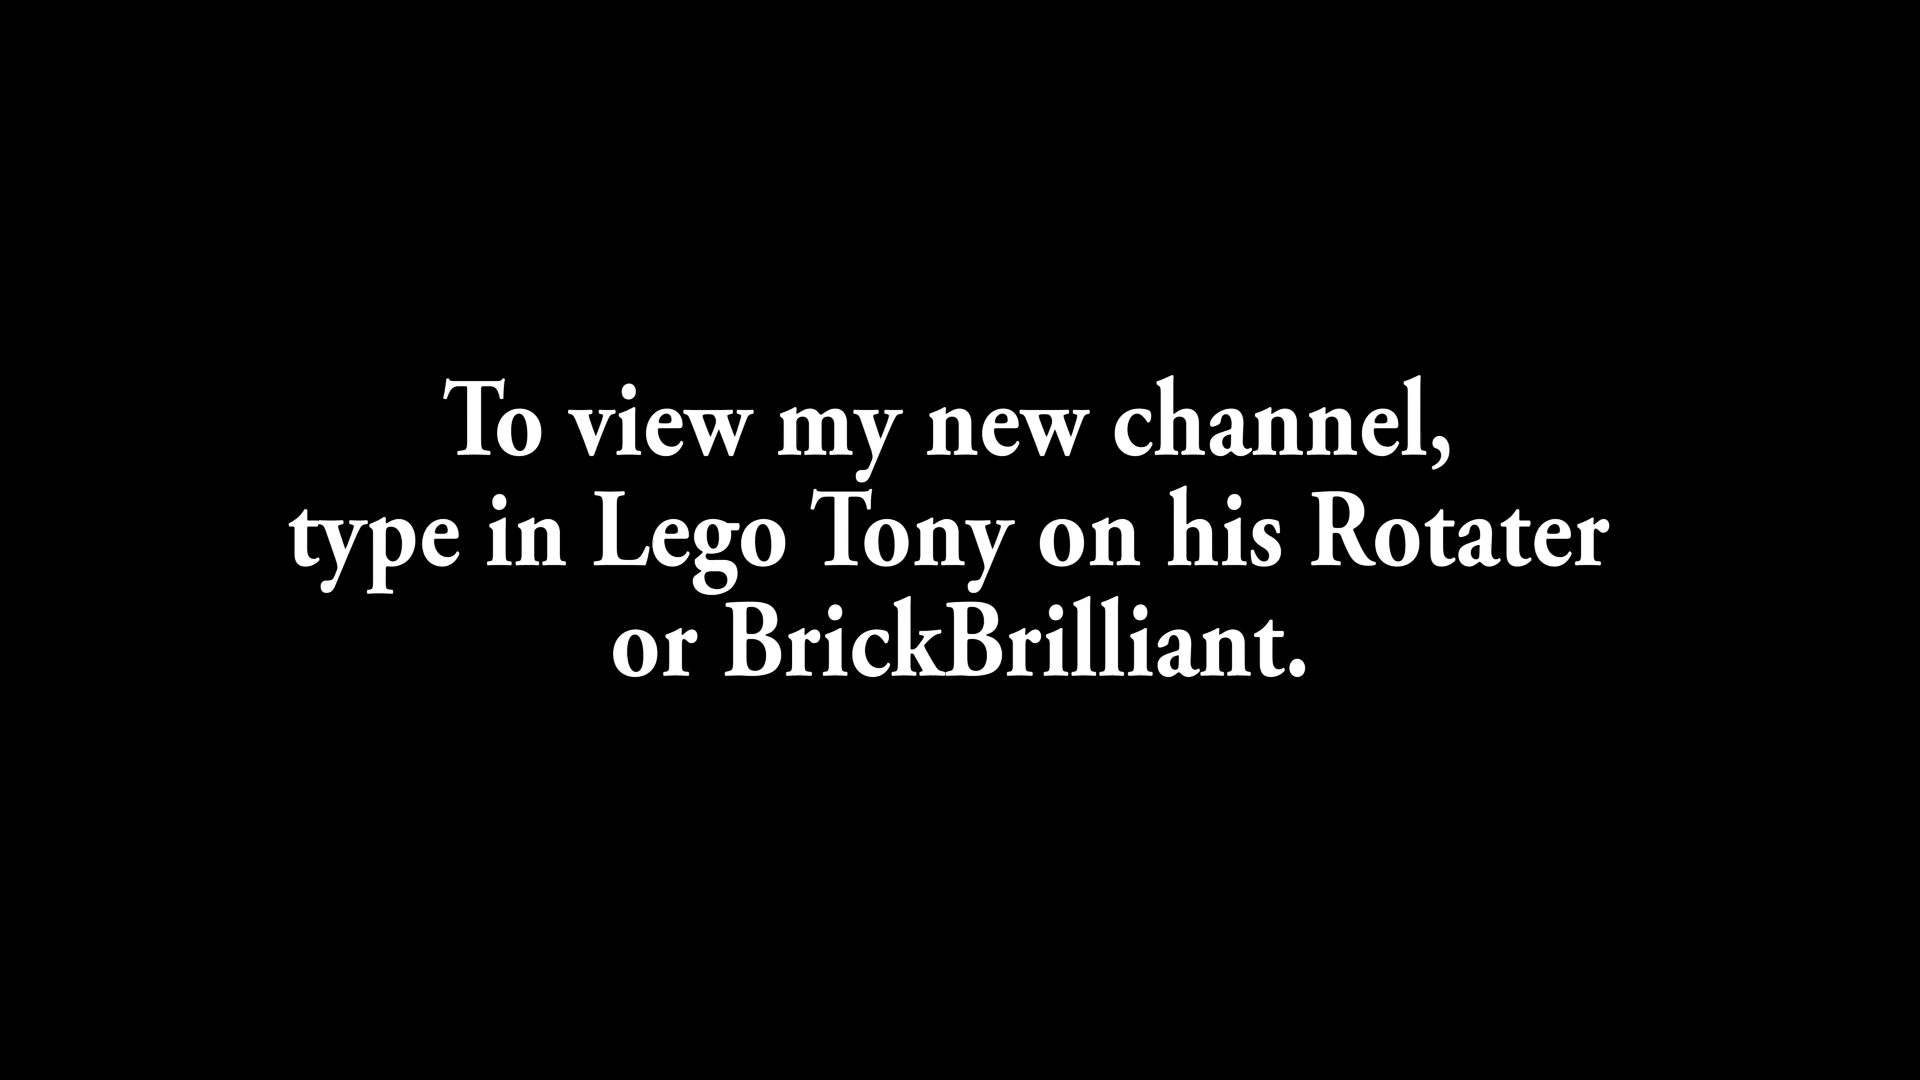 To view my new channel,
type in Lego Tony on his Rotater
or BrickBrilliant.